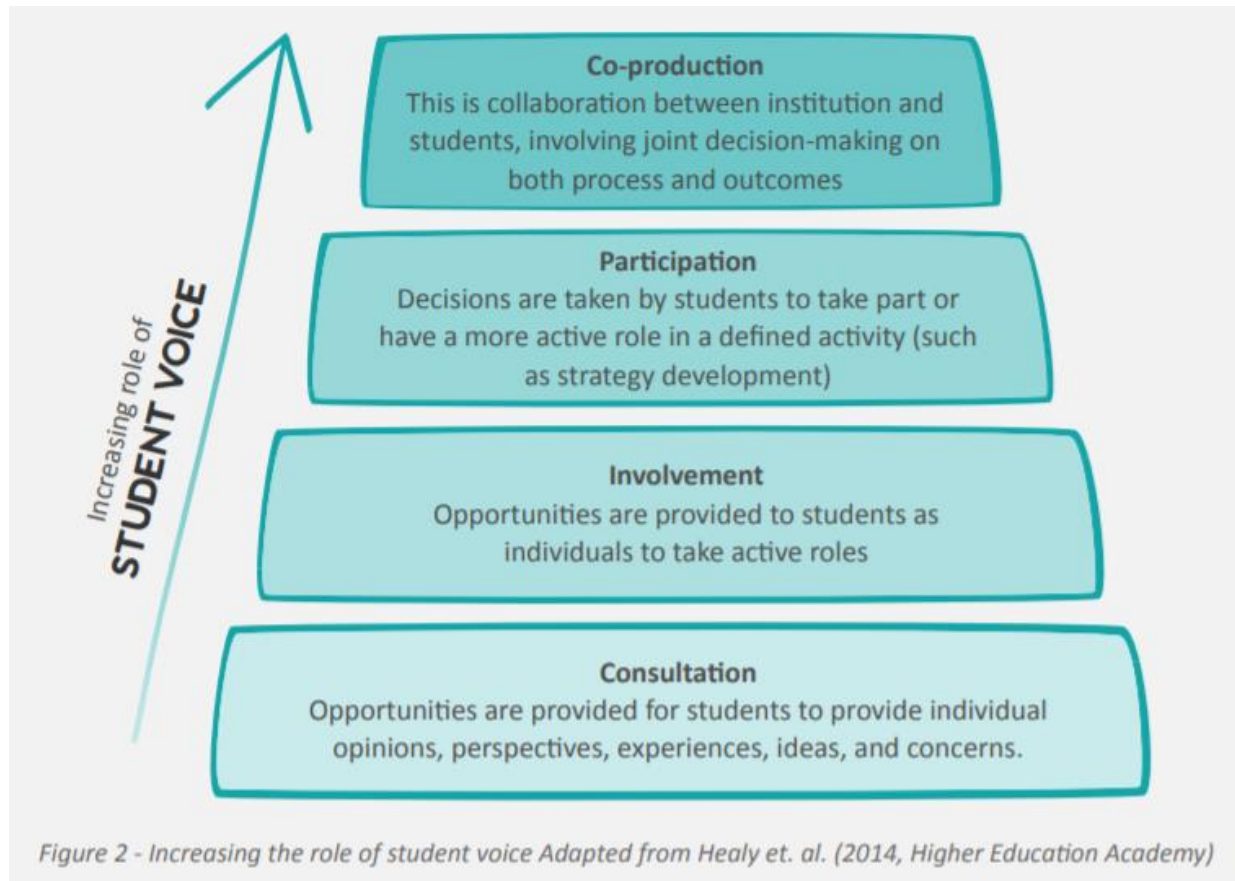 Increasing role of
STUDENT VOICE
Co-production
This is collaboration between institution and
students, involving joint decision-making on
both process and outcomes
Participation
Decisions are taken by students to take part or
have a more active role in a defined activity (such
as strategy development)
Involvement
Opportunities are provided to students as
individuals to take active roles
Consultation
Opportunities are provided for students to provide individual
opinions, perspectives, experiences, ideas, and concerns.
Figure 2 - Increasing the role of student voice Adapted from Healy et. al. (2014, Higher Education Academy)